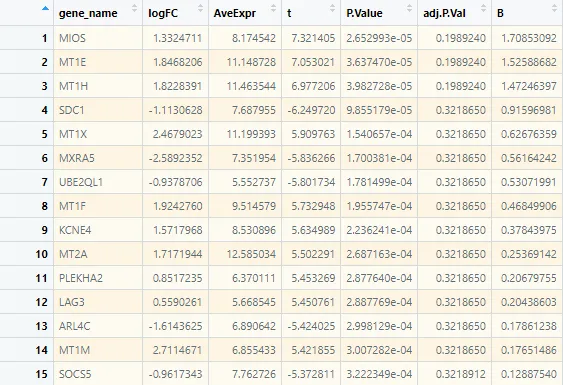 gene_name logFC AveExpr t P.Value adj.P.Val B
1 MIOS 1.3324711 8.174542 7.321405 2.652993e-05 0.1989240 1.70853092
2 MT1E 1.8468206 11.148728 7.053021 3.637470e-05 0.1989240 1.52588682
3 MT1H 1.8228391 11.463544 6.977206 3.982728e-05 0.1989240 1.47246397
4 SDC1 -1.1130628 7.687955 -6.249720 9.855179e-05 0.3218650 0.91596981
5 MT1X 2.4679023 11.199393 5.909763 1.540657e-04 0.3218650 0.62676359
6 MXRA5 -2.5892352 7.351954 -5.836266 1.700381e-04 0.3218650 0.56164242
7 UBE2QL1 -0.9378706 5.552737 -5.801734 1.781499e-04 0.3218650 0.53071991
8 MT1F 1.9242760 9.514579 5.732948 1.955747e-04 0.3218650 0.46849906
9 KCNE4 1.5717968 8.530896 5.634989 2.236241e-04 0.3218650 0.37843975
10 MT2A 1.7171944 12.585034 5.502291 2.687163e-04 0.3218650 0.25369142
11 PLEKHA2 0.8517235 6.370111 5.453269 2.877640e-04 0.3218650 0.20679755
12 LAG3 0.5590261 5.668545 5.450761 2.887769e-04 0.3218650 0.20438603
13 ARL4C -1.6143625 6.890642 -5.424025 2.998129e-04 0.3218650 0.17861238
14 MT1M 2.7114671 6.855433 5.421855 3.007282e-04 0.3218650 0.17651486
15 SOCS5 -0.9617343 7.762726 -5.372811 3.222349e-04 0.3218912 0.12887540